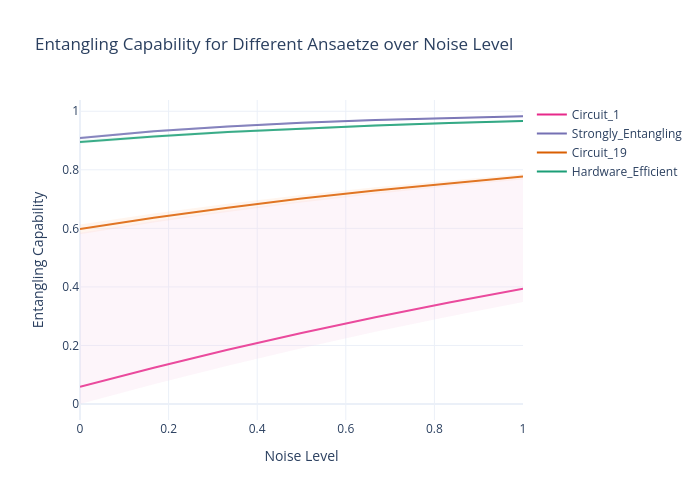 Entangling Capability for Different Ansaetze over Noise Level
Circuit_1
Strongly_Entangling
Circuit_19
Hardware_Efficient
Entangling Capability
1
0.8
0.6
0.4
0.2
0
0
0.2
0.4
0.6
0.8
1
Noise Level